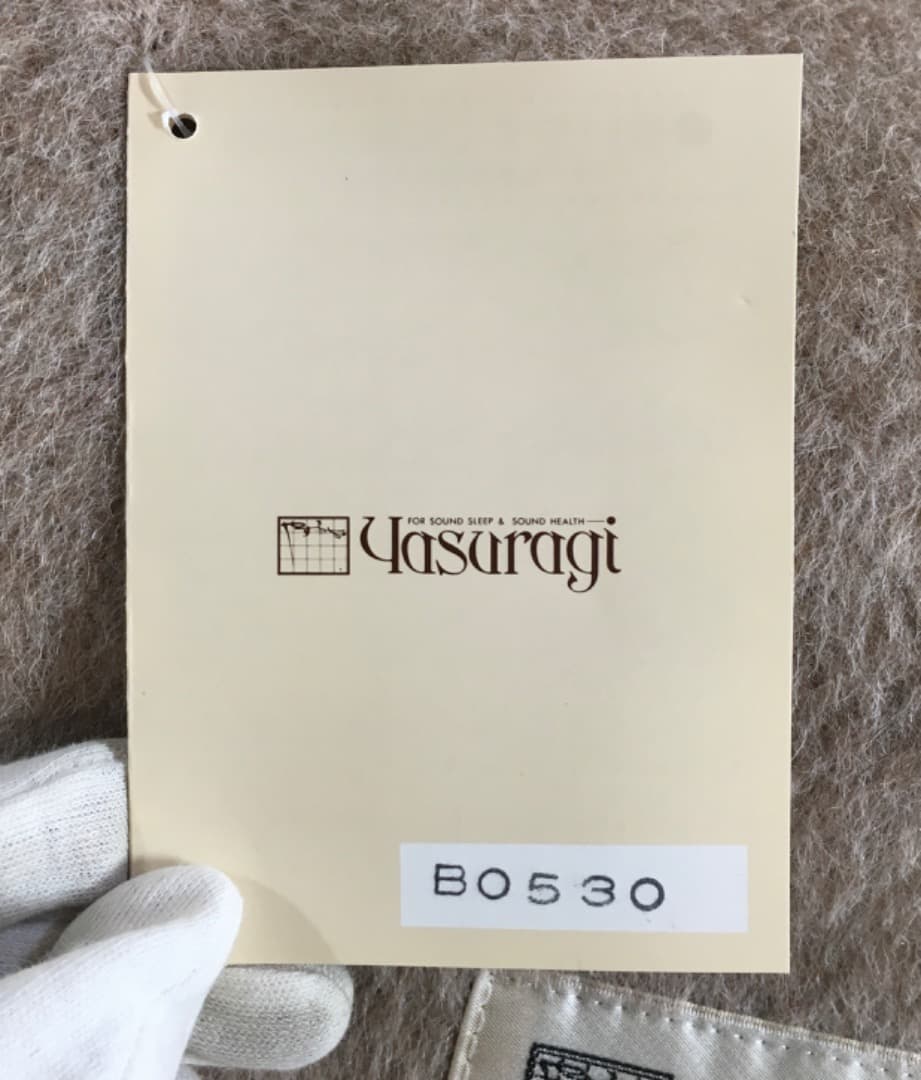 FOR SOUND SLEEP & SOUND HEALTH
Yasuragi
B0530